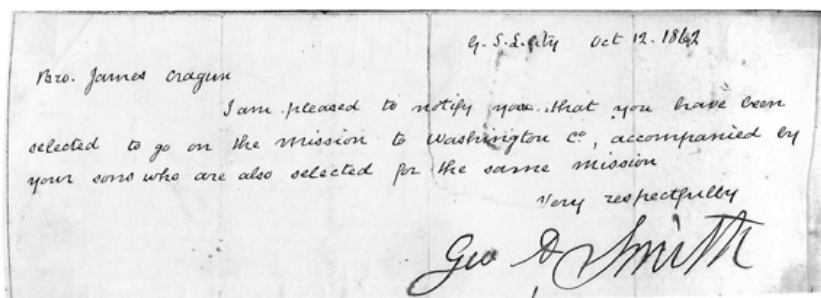 G. S. L. City Oct 12. 1862
Bro. James Cragun
I am pleased to notify you that you have been
selected to go on the mission to Washington Co, accompanied by
your sons who are also selected for the same mission
Very respectfully
Geo A Smith